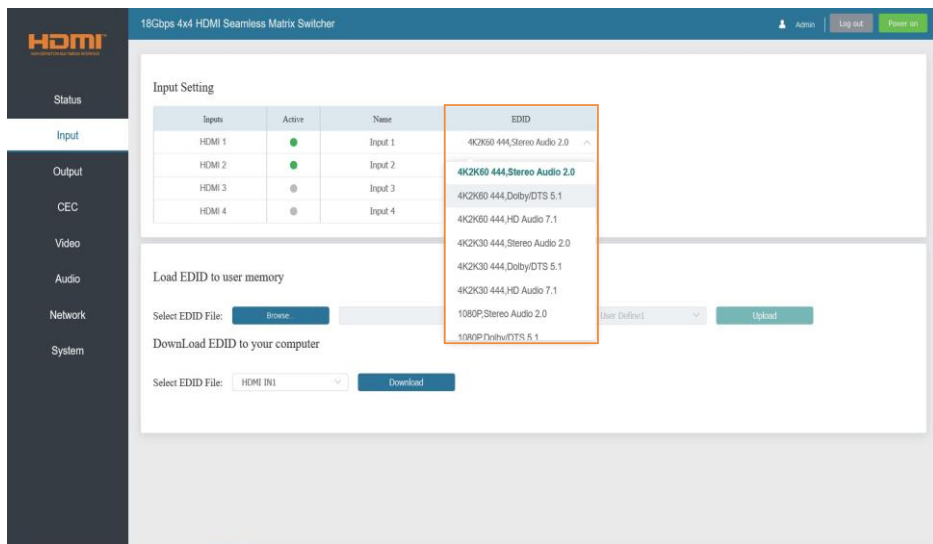 18Gbps 4x4 HDMI Seamless Matrix Switcher
Admin
Log out
Power on
HDMI
Status
Input
Output
CEC
Video
Audio
Network
System
Input Setting
Inputs Active Name EDID
HDMI 1 Input 1 4K2K60 444,Stereo Audio 2.0
HDMI 2 Input 2
HDMI 3 Input 3
HDMI 4 Input 4
4K2K60 444,Stereo Audio 2.0
4K2K60 444,Dolby/DTS 5.1
4K2K60 444,HD Audio 7.1
4K2K30 444,Stereo Audio 2.0
4K2K30 444,Dolby/DTS 5.1
4K2K30 444,HD Audio 7.1
1080P,Stereo Audio 2.0
1080P,Dolby/DTS 5.1
Load EDID to user memory
Select EDID File: Browse... User Define1 Upload
DownLoad EDID to your computer
Select EDID File: HDMI IN1 Download